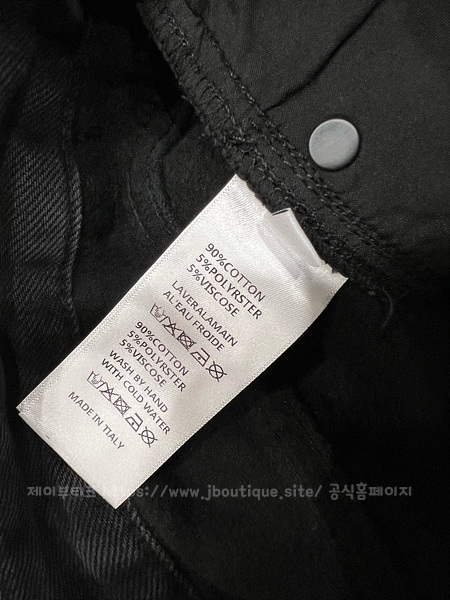 90%COTTON
5%POLYRSTER
5%VISCOSE
LAVERALAMAIN
AL'EAU FROIDE
90%COTTON
5%POLYRSTER
5%VISCOSE
WASH BY HAND
WITH COLD WATER
MADE IN TIALY
제이부티크 https://www.jboutique.site/ 공식홈페이지